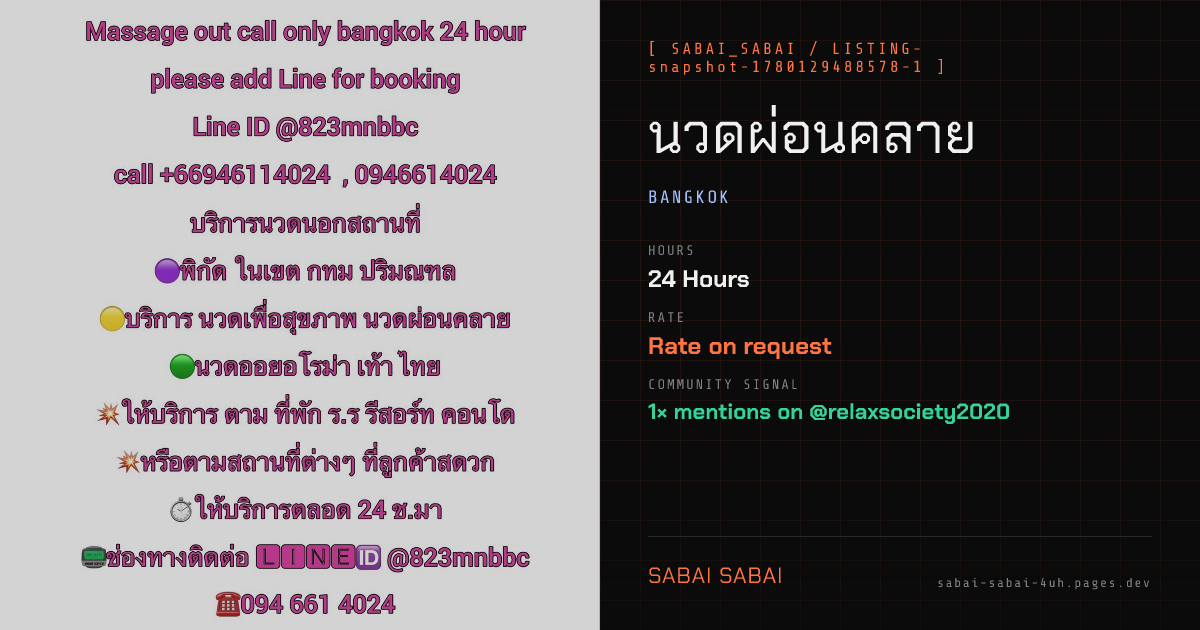 Massage out call only bangkok 24 hour
please add Line for booking
Line ID @823mnbbc
call +66946114024 , 0946614024
บริการนวดนอกสถานที่
🟣พิกัด ในเขต กทม ปริมณฑล
🟡บริการ นวดเพื่อสุขภาพ นวดผ่อนคลาย
🟢นวดออยอโรม่า เท้า ไทย
💥ให้บริการ ตาม ที่พัก ร.ร รีสอร์ท คอนโด
💥หรือตามสถานที่ต่างๆ ที่ลูกค้าสดวก
⏱ให้บริการตลอด 24 ช.มา
📟ช่องทางติดต่อ 🅻🅸🅽🅴🆔 @823mnbbc
☎️094 661 4024
[ SABAI_SABAI / LISTING-
snapshot-1780129488578-1 ]
นวดผ่อนคลาย
BANGKOK
HOURS
24 Hours
RATE
Rate on request
COMMUNITY SIGNAL
1× mentions on @relaxsociety2020
SABAI SABAI
sabai-sabai-4uh.pages.dev